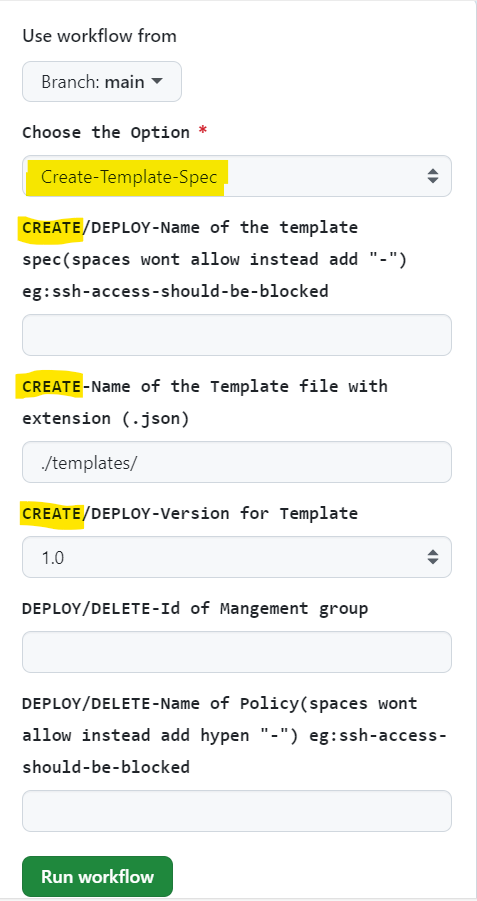 Use workflow from
Branch: main
Choose the Option *
Create-Template-Spec
CREATE/DEPLOY-Name of the template
spec(spaces wont allow instead add "-")
eg:ssh-access-should-be-blocked
CREATE-Name of the Template file with
extension (.json)
./templates/
CREATE/DEPLOY-Version for Template
1.0
DEPLOY/DELETE-Id of Mangement group
DEPLOY/DELETE-Name of Policy(spaces wont
allow instead add hypen "-") eg:ssh-access-
should-be-blocked
Run workflow